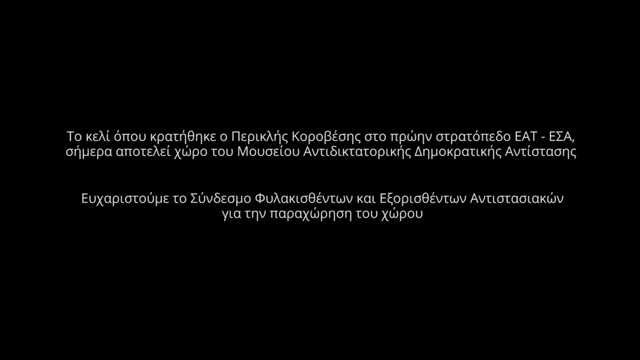 Το κελί όπου κρατήθηκε ο Περικλής Κοροβέσης στο πρώην στρατόπεδο ΕΑΤ - ΕΣΑ,
σήμερα αποτελεί χώρο του Μουσείου Αντιδικτατορικής Δημοκρατικής Αντίστασης
Ευχαριστούμε το Σύνδεσμο Φυλακισθέντων και Εξορισθέντων Αντιστασιακών
για την παραχώρηση του χώρου